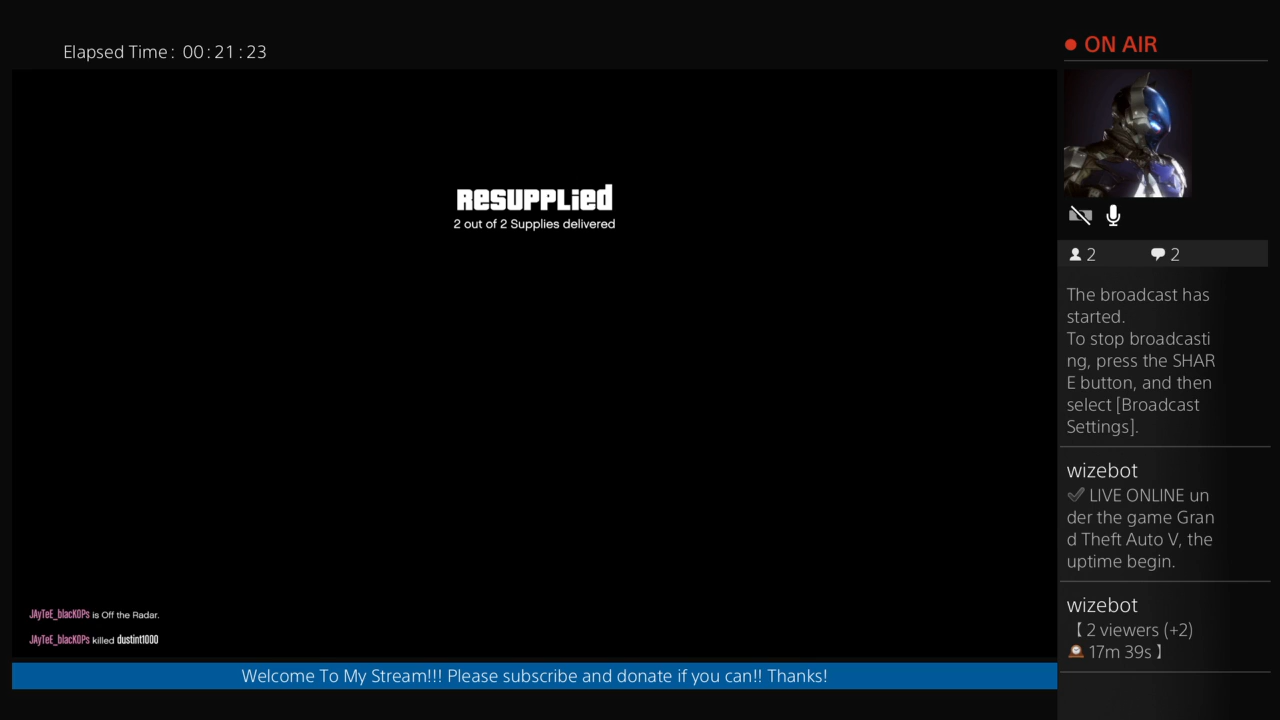 Elapsed Time: 00:21:23
ON AIR
RESUPPLIED
2 out of 2 Supplies delivered
2 2
The broadcast has
started.
To stop broadcasti
ng, press the SHAR
E button, and then
select [Broadcast
Settings].
wizebot
✔ LIVE ONLINE un
der the game Gran
d Theft Auto V, the
uptime begin.
wizebot
【 2 viewers (+2)
🕰 17m 39s 】
JAyTeE_blacK0Ps is Off the Radar.
JAyTeE_blacK0Ps killed dustint1000
Welcome To My Stream!!! Please subscribe and donate if you can!! Thanks!